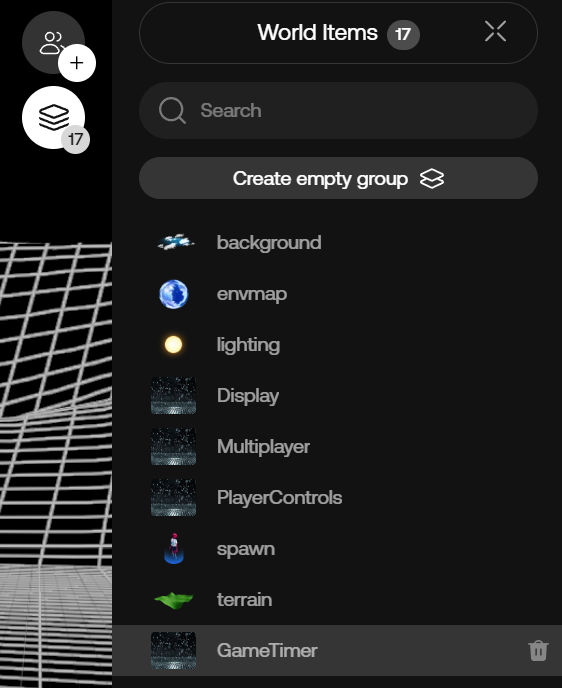 World Items 17
17
Search
Create empty group
background
envmap
lighting
Display
Multiplayer
PlayerControls
spawn
terrain
GameTimer